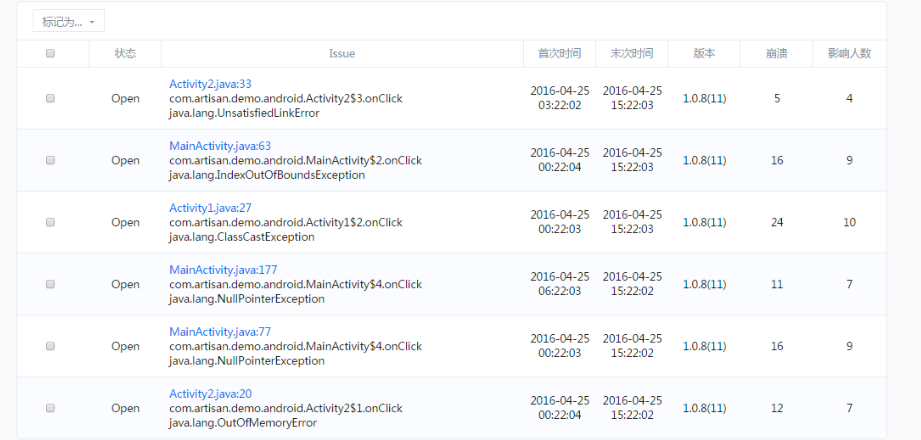 标记为...
状态 Issue 首次时间 末次时间 版本 崩溃 影响人数
Activity2.java:33
Open com.artisan.demo.android.Activity2$3.onClick 2016-04-25 03:22:02 2016-04-25 15:22:03 1.0.8(11) 5 4
java.lang.UnsatisfiedLinkError
MainActivity.java:63
Open com.artisan.demo.android.MainActivity$2.onClick 2016-04-25 00:22:04 2016-04-25 15:22:03 1.0.8(11) 16 9
java.lang.IndexOutOfBoundsException
Activity1.java:27
Open com.artisan.demo.android.Activity1$2.onClick 2016-04-25 00:22:03 2016-04-25 15:22:03 1.0.8(11) 24 10
java.lang.ClassCastException
MainActivity.java:177
Open com.artisan.demo.android.MainActivity$4.onClick 2016-04-25 06:22:03 2016-04-25 15:22:02 1.0.8(11) 11 7
java.lang.NullPointerException
MainActivity.java:77
Open com.artisan.demo.android.MainActivity$4.onClick 2016-04-25 00:22:03 2016-04-25 15:22:02 1.0.8(11) 16 9
java.lang.NullPointerException
Activity2.java:20
Open com.artisan.demo.android.Activity2$1.onClick 2016-04-25 00:22:04 2016-04-25 15:22:02 1.0.8(11) 12 7
java.lang.OutOfMemoryError